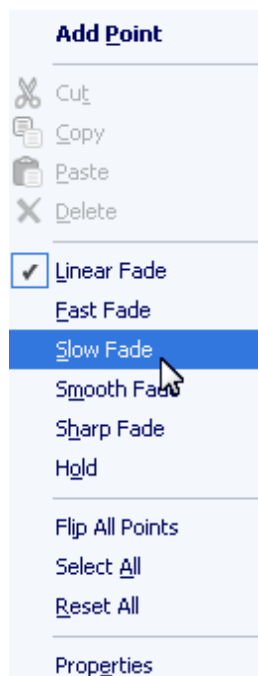 Add Point
Cut
Copy
Paste
Delete
Linear Fade
Fast Fade
Slow Fade
Smooth Fade
Sharp Fade
Hold
Flip All Points
Select All
Reset All
Properties